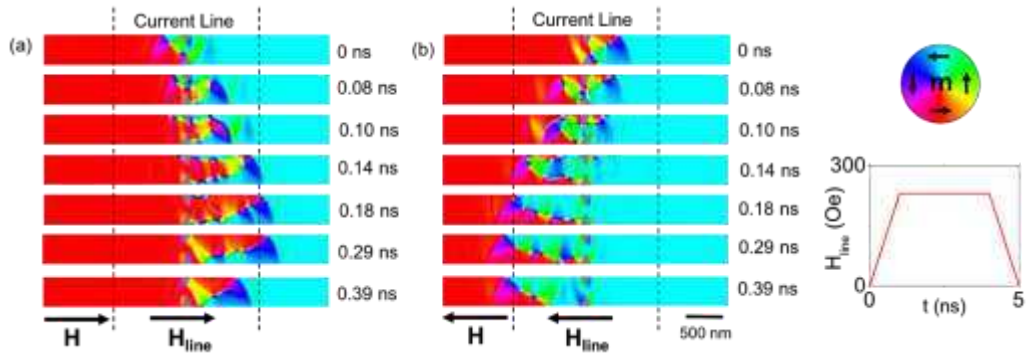 Current Line
(a)
0 ns
0.08 ns
0.10 ns
0.14 ns
0.18 ns
0.29 ns
0.39 ns
H
Hline
Current Line
(b)
0 ns
0.08 ns
0.10 ns
0.14 ns
0.18 ns
0.29 ns
0.39 ns
H
Hline
500 nm
m
300
Hline (Oe)
0
0
5
t (ns)